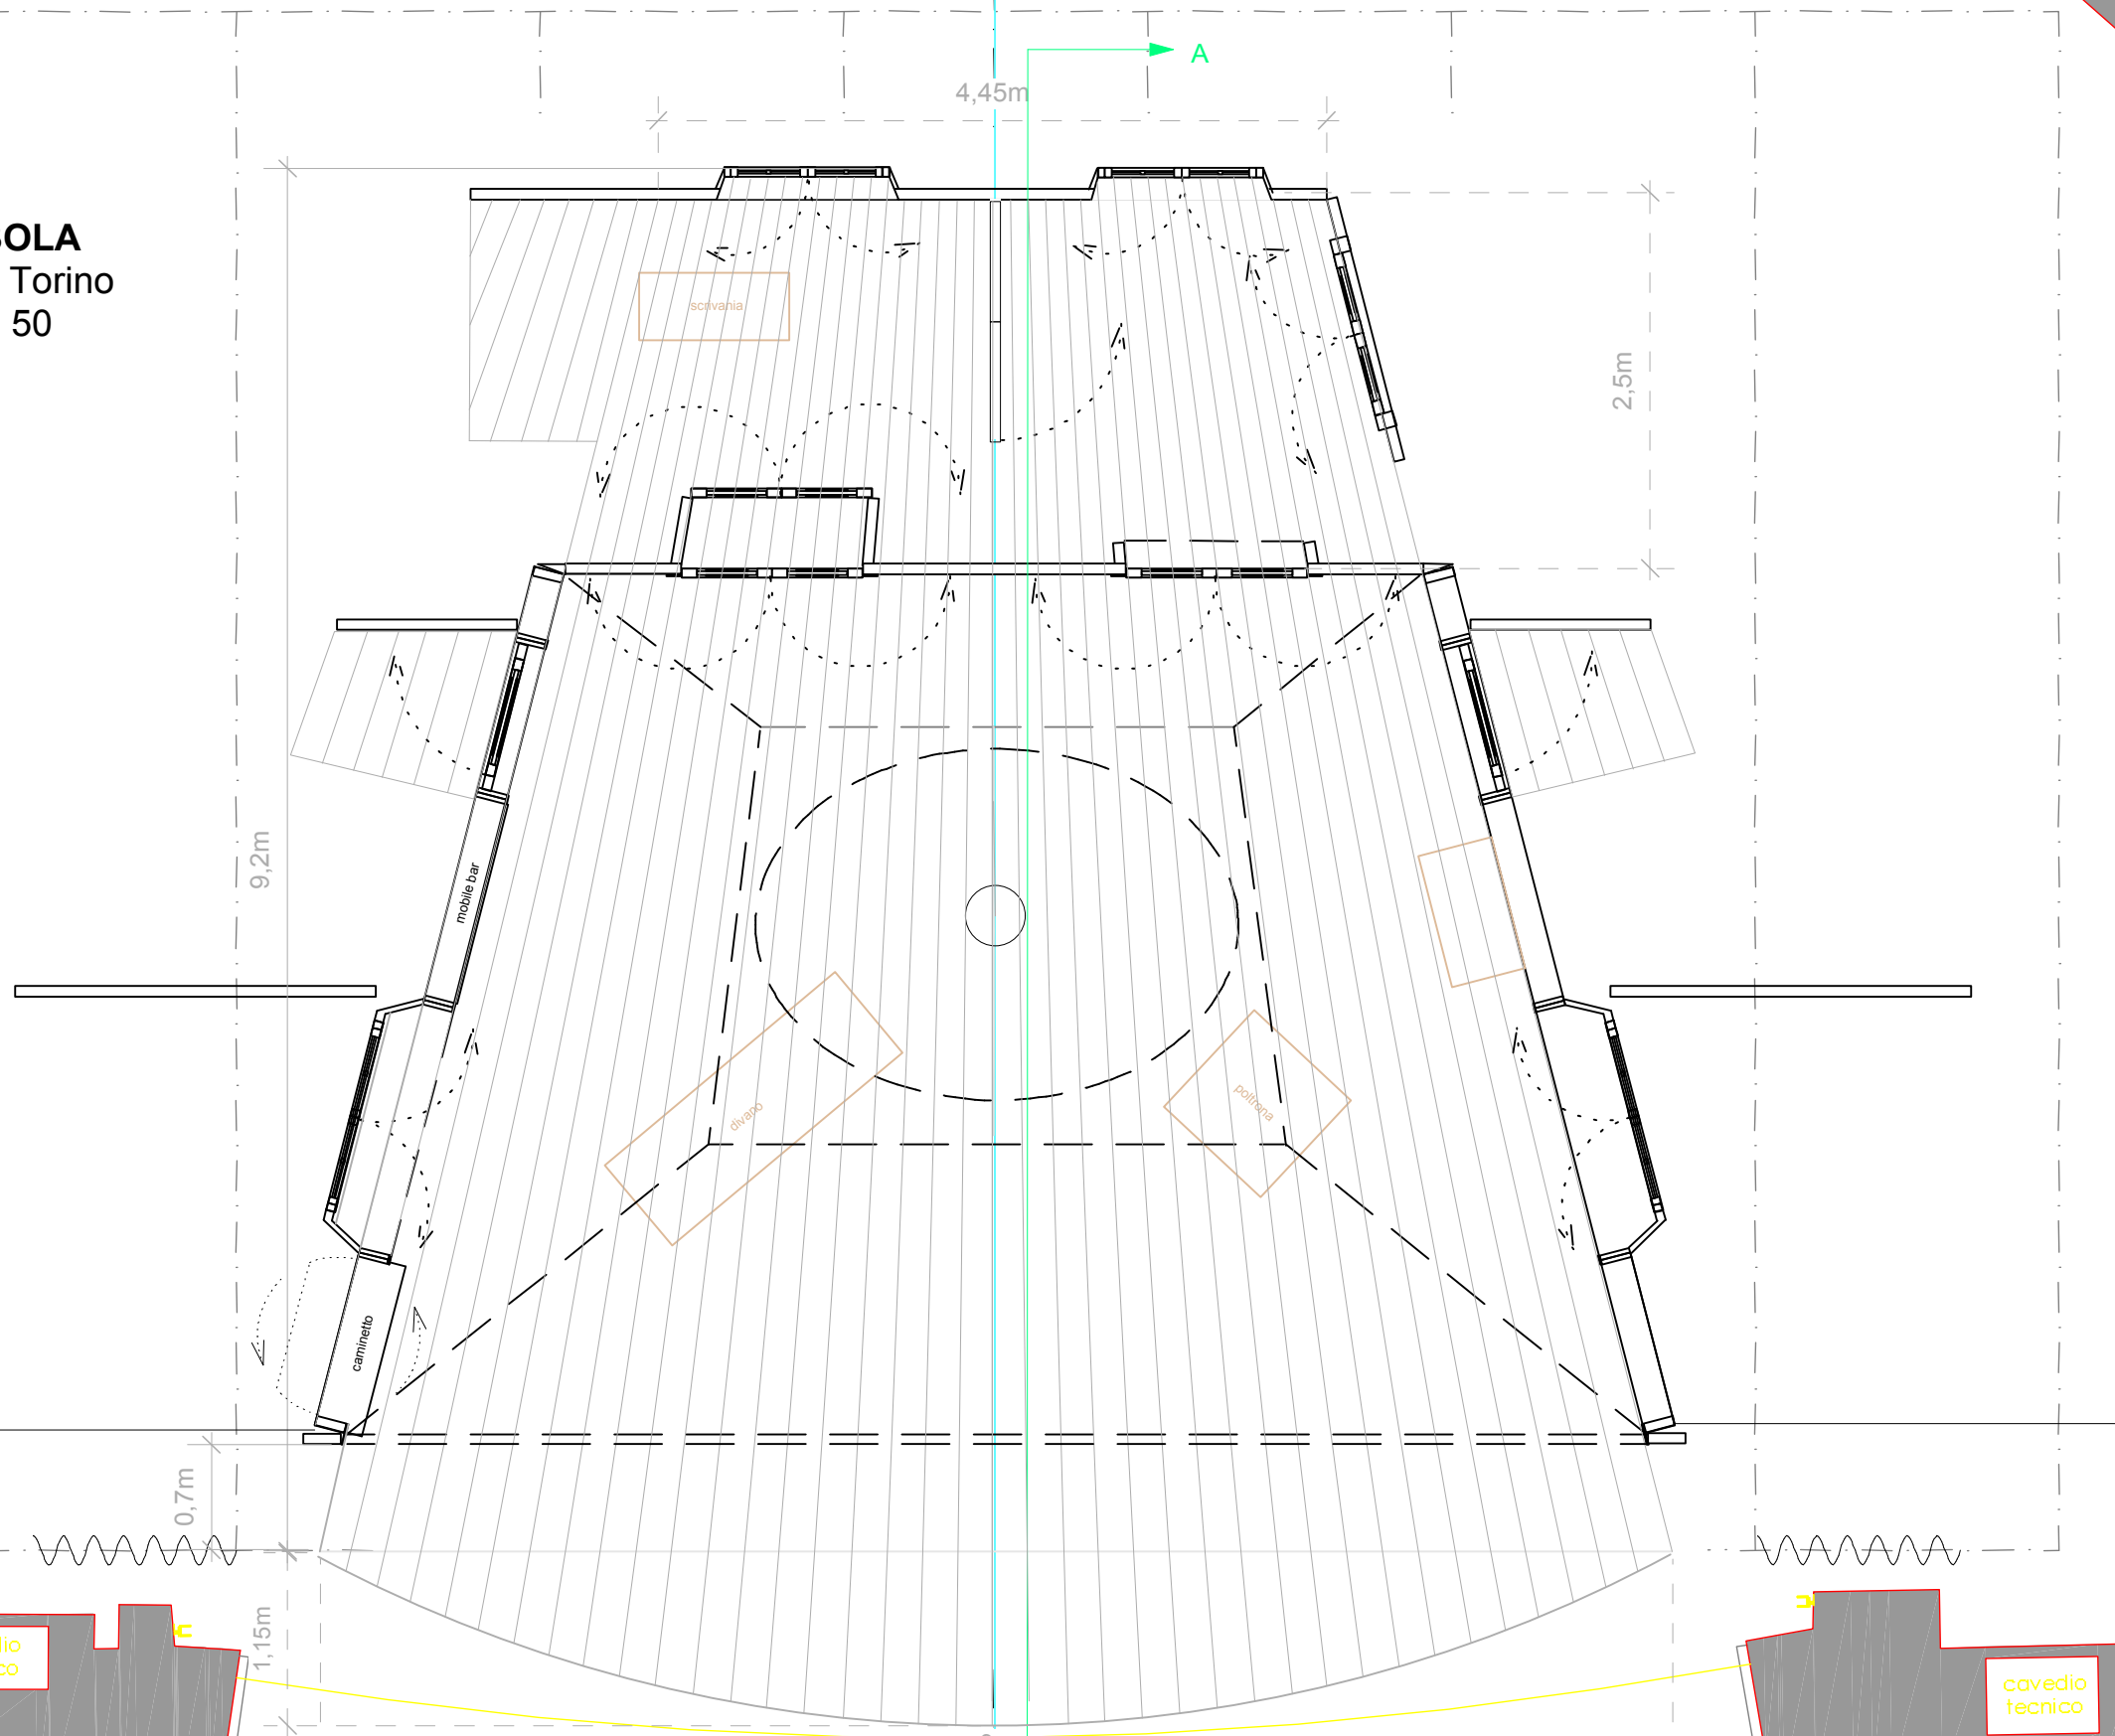 A
4,45m
OLA
Torino
50
scrivania
2,5m
9,2m
mobile bar
divano
poltrona
caminetto
0,7m
1,15m
cavedio
tecnico